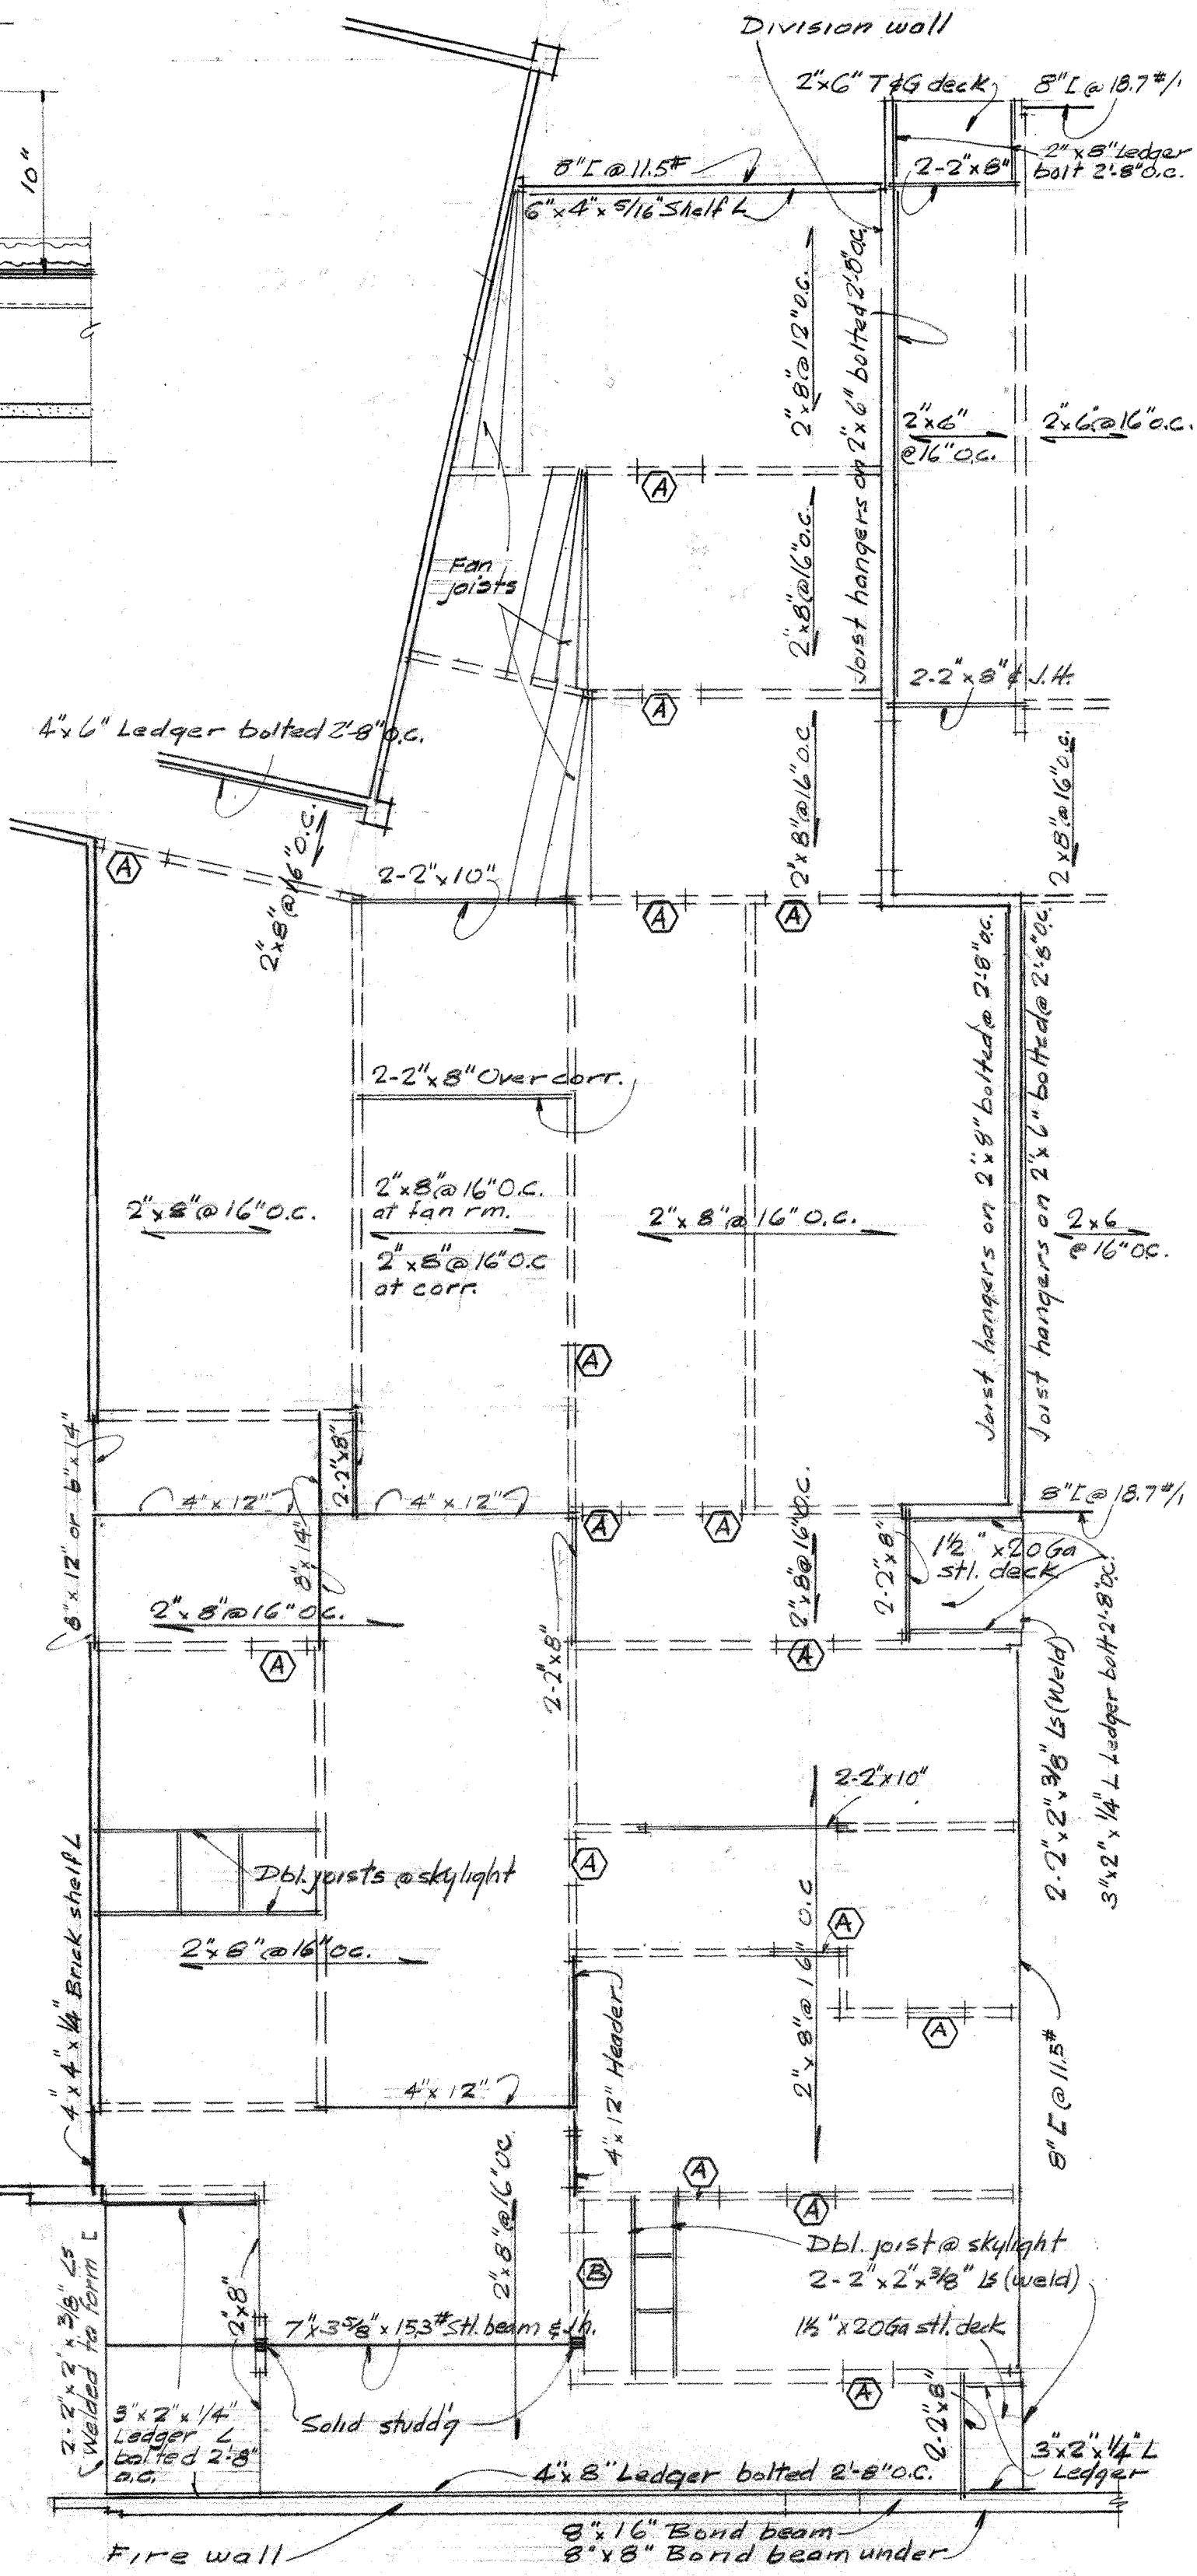 Division wall
2"x6" T&G deck
8"[ @ 18.7#/
10"
8"[ @ 11.5#
2-2"x8"
2"x8" Ledger
bolt 2'-8" o.c.
6"x4"x5/16" Shelf L
2"x8"@12" o.c.
Joist hangers on 2"x6" bolted 2'-8" o.c.
2"x6"
@16" o.c.
2"x6"@16" o.c.
A
2"x8"@16" o.c.
Fan
joists
2-2"x8" & J.H.
A
4"x6" Ledger bolted 2'-8" o.c.
2"x8"@16" o.c.
2"x8"@16" o.c.
2"x8"@16" o.c.
A
2-2"x10"
A
A
Joist hangers on 2"x8" bolted @ 2'-8" o.c.
Joist hangers on 2"x6" bolted @ 2'-8" o.c.
2-2"x8" Over corr.
2"x8"@16" O.C.
2"x8"@16" O.C.
at fan rm.
2"x8"@16" O.C
at corr.
2"x8"@16" O.C.
2x6
@16" O.C.
A
8"x12" or 6"x14"
2-2"x8"
4"x12"
4"x12"
8"x14"
A
A
2"x8"@16" O.C.
2-2"x8"
8"[ @ 18.7#/
1½"x20Ga
stl. deck
2"x8"@16" O.C.
A
2-2"x8"
A
2-2"x2"x3/8" Ls (Weld)
3"x2"x1/4" L Ledger bolt 2'-8" o.c.
2-2"x10"
A
Dbl. joists @ skylight
2"x8"@16" o.c.
4"x4"x1/4" Brick shelf L
A
2"x8"@16" O.C
A
4"x12" Header
4"x12"
8"[ @ 11.5#
2"x8"@16" O.C.
A
A
Dbl. joist @ skylight
2-2"x2"x3/8" Ls (weld)
B
2-2"x2"x3/8" Ls
Welded to form [
2"x8"
7"x3 5/8"x15.3# Stl. beam & J.h.
1½"x20Ga stl. deck
A
2-2"x8"
3"x2"x1/4"
Ledger L
bolted 2'-8"
o.c.
Solid studd'g
3"x2"x1/4" L
Ledger
4"x8" Ledger bolted 2'-8" O.C.
8"x16" Bond beam
8"x8" Bond beam under
Fire wall